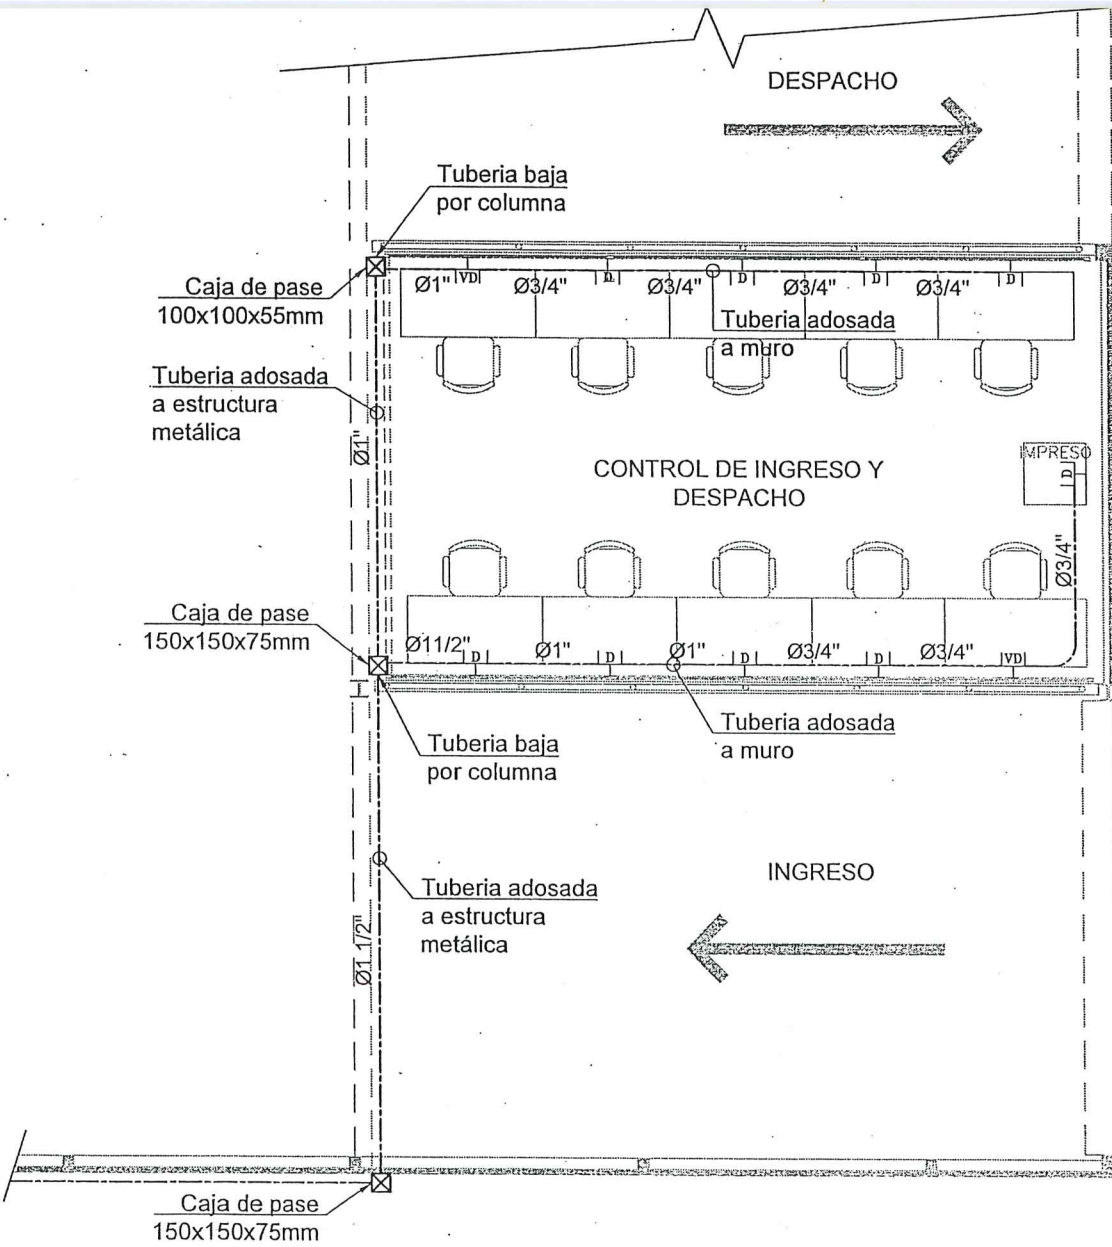 DESPACHO
Tuberia baja
por columna
Caja de pase
100x100x55mm
Ø1" VD Ø3/4" D Ø3/4" D Ø3/4" D Ø3/4" D
Tuberia adosada
a muro
Tuberia adosada
a estructura
metálica
Ø1"
CONTROL DE INGRESO Y
DESPACHO
IMPRESO
D
Ø3/4"
Caja de pase
150x150x75mm
Ø11/2" D Ø1" D Ø1" D Ø3/4" D Ø3/4" VD
Tuberia baja
por columna
Tuberia adosada
a muro
INGRESO
Tuberia adosada
a estructura
metálica
Ø1 1/2"
Caja de pase
150x150x75mm